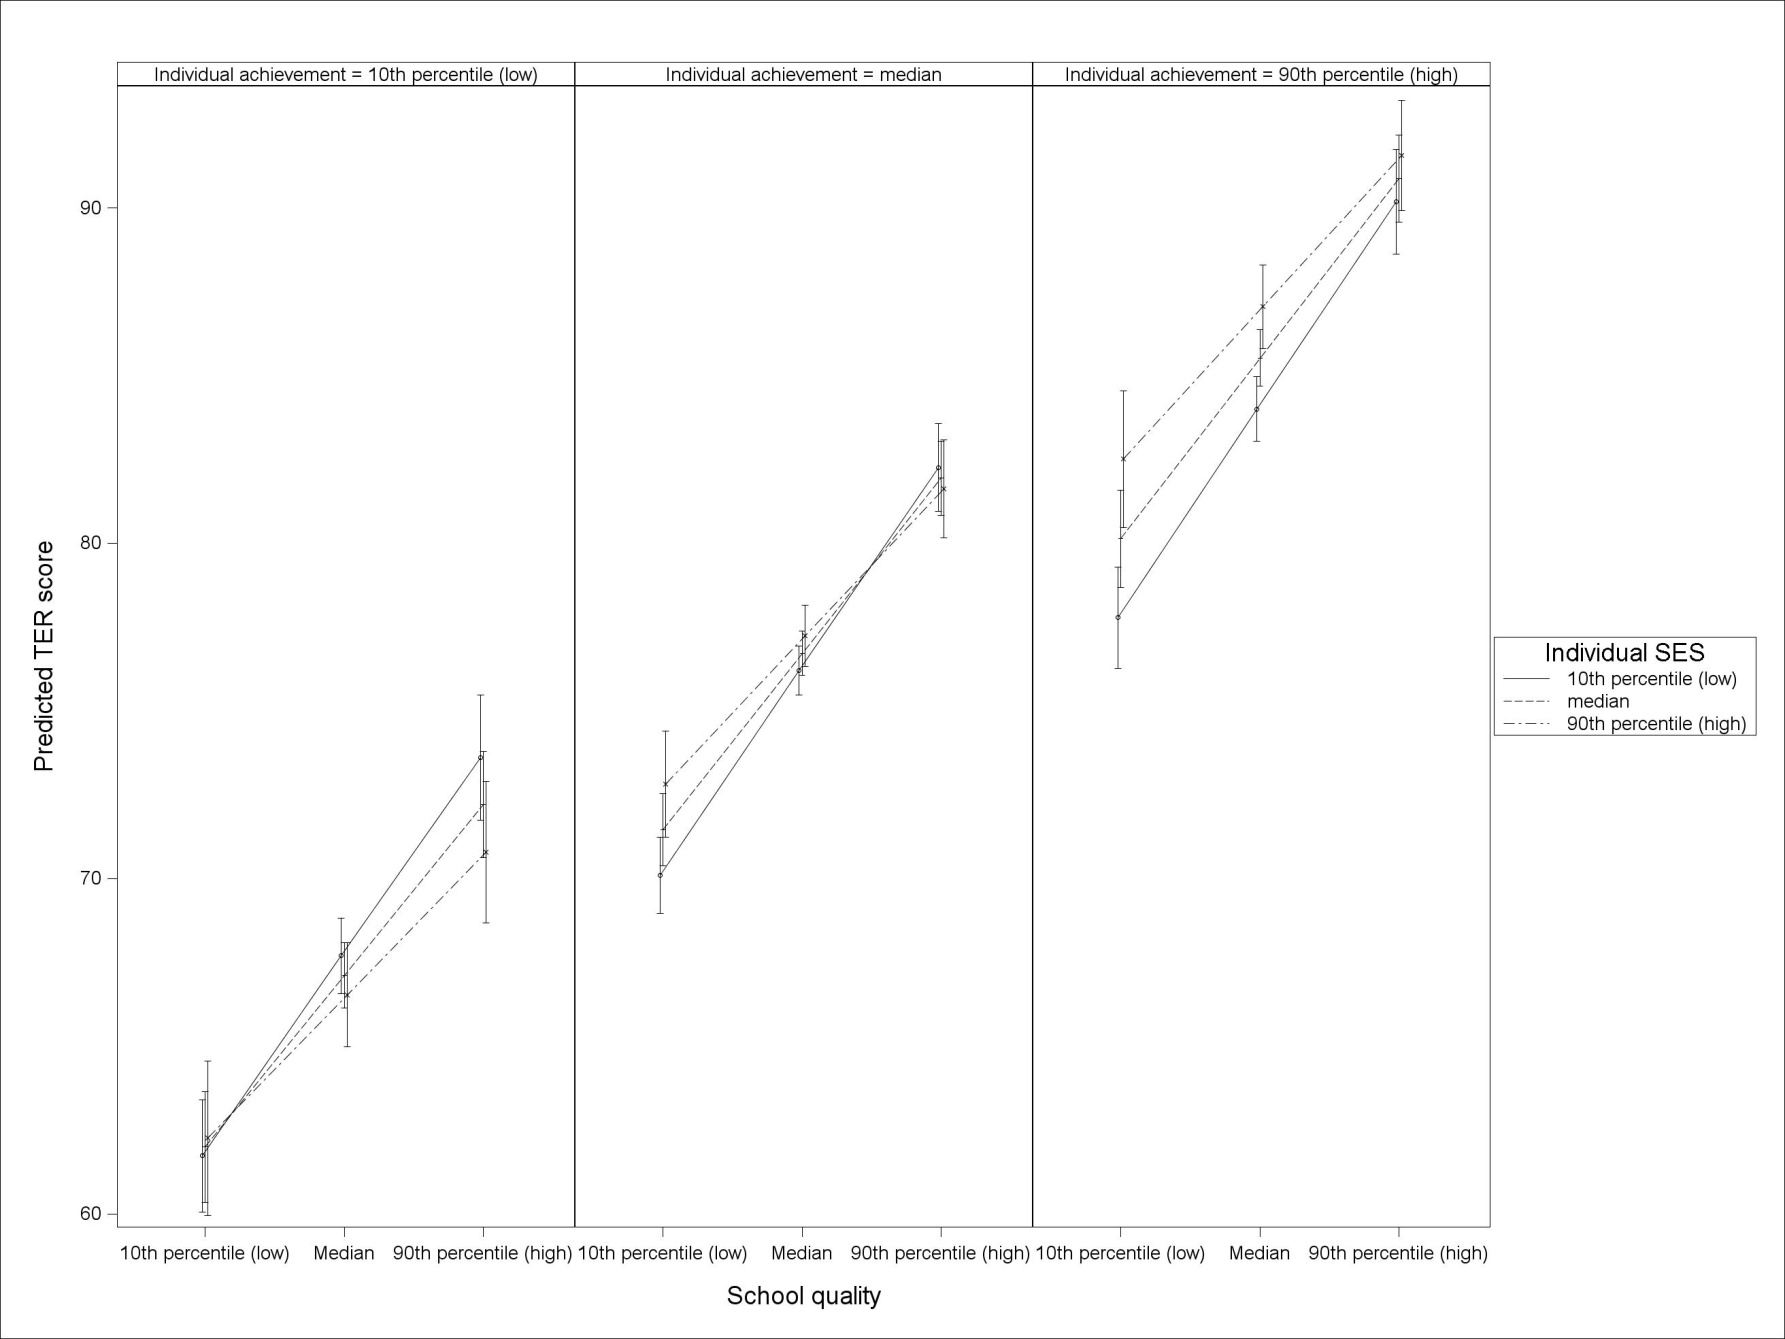 Individual achievement = 10th percentile (low)
Individual achievement = median
Individual achievement = 90th percentile (high)
90
80
70
60
Predicted TER score
10th percentile (low)
Median
90th percentile (high)
10th percentile (low)
Median
90th percentile (high)
10th percentile (low)
Median
90th percentile (high)
School quality
Individual SES
10th percentile (low)
median
90th percentile (high)